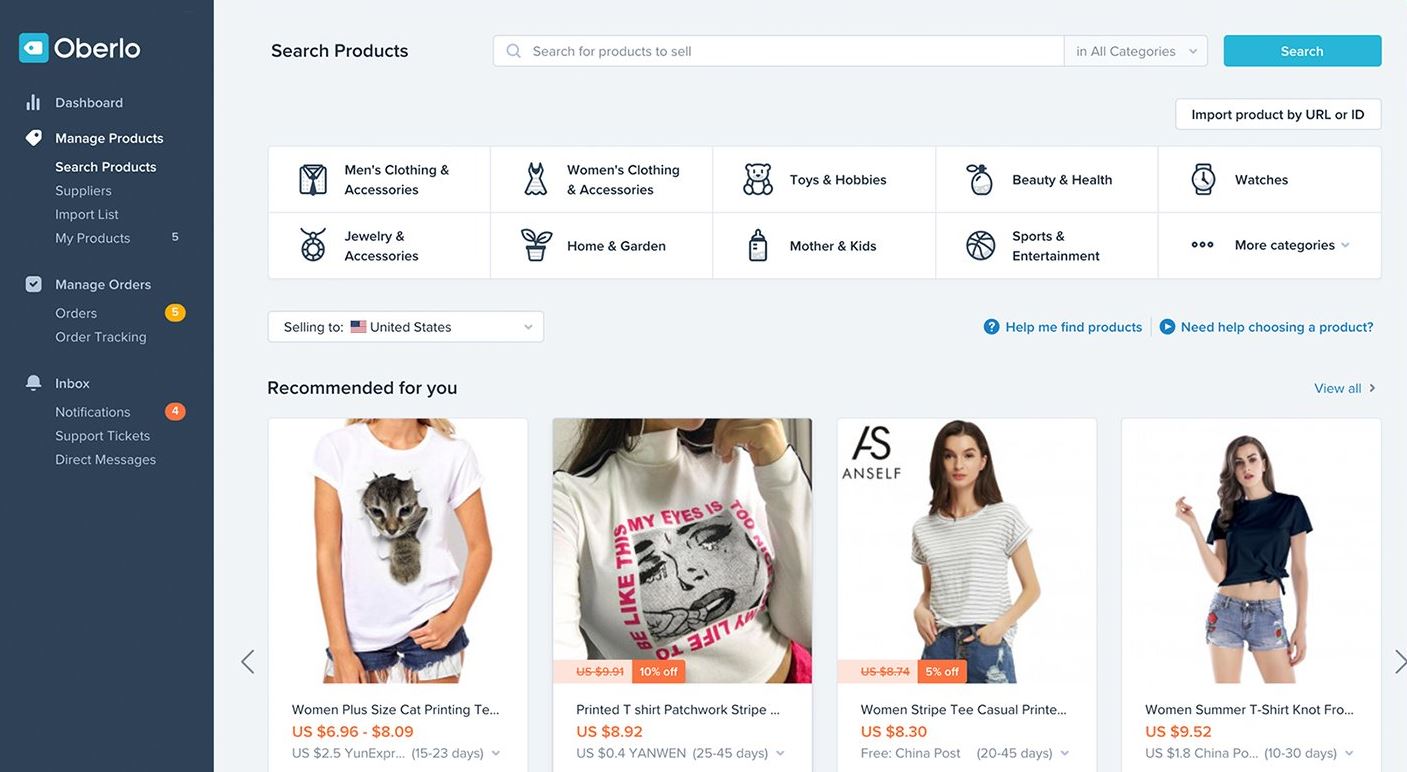 Oberlo
Dashboard
Manage Products
Search Products
Suppliers
Import List
My Products 5
Manage Orders
Orders 5
Order Tracking
Inbox
Notifications 4
Support Tickets
Direct Messages
Search Products
Search for products to sell
in All Categories
Search
Import product by URL or ID
Men's Clothing &
Accessories
Women's Clothing
& Accessories
Toys & Hobbies
Beauty & Health
Watches
Jewelry &
Accessories
Home & Garden
Mother & Kids
Sports &
Entertainment
More categories
Selling to: United States
Help me find products
Need help choosing a product?
Recommended for you
View all
Women Plus Size Cat Printing Te...
US $6.96 - $8.09
US $2.5 YunExpr... (15-23 days)
MY EYES IS
TOO
MY LIFE TO
BE LIKE THIS
US $9.91 10% off
Printed T shirt Patchwork Stripe ...
US $8.92
US $0.4 YANWEN (25-45 days)
AS
ANSELF
US $8.74 5% off
Women Stripe Tee Casual Printe...
US $8.30
Free: China Post (20-45 days)
Women Summer T-Shirt Knot Fro...
US $9.52
US $1.8 China Po... (10-30 days)